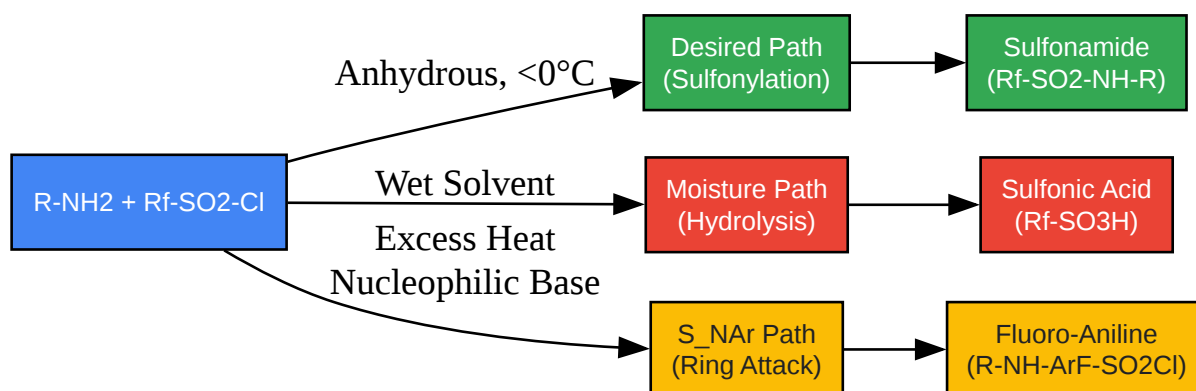 R-NH2 + Rf-SO2-Cl
Anhydrous, <0°C
Desired Path
(Sulfonylation)
Sulfonamide
(Rf-SO2-NH-R)
Wet Solvent
Moisture Path
(Hydrolysis)
Sulfonic Acid
(Rf-SO3H)
Excess Heat
Nucleophilic Base
S_NAr Path
(Ring Attack)
Fluoro-Aniline
(R-NH-ArF-SO2Cl)